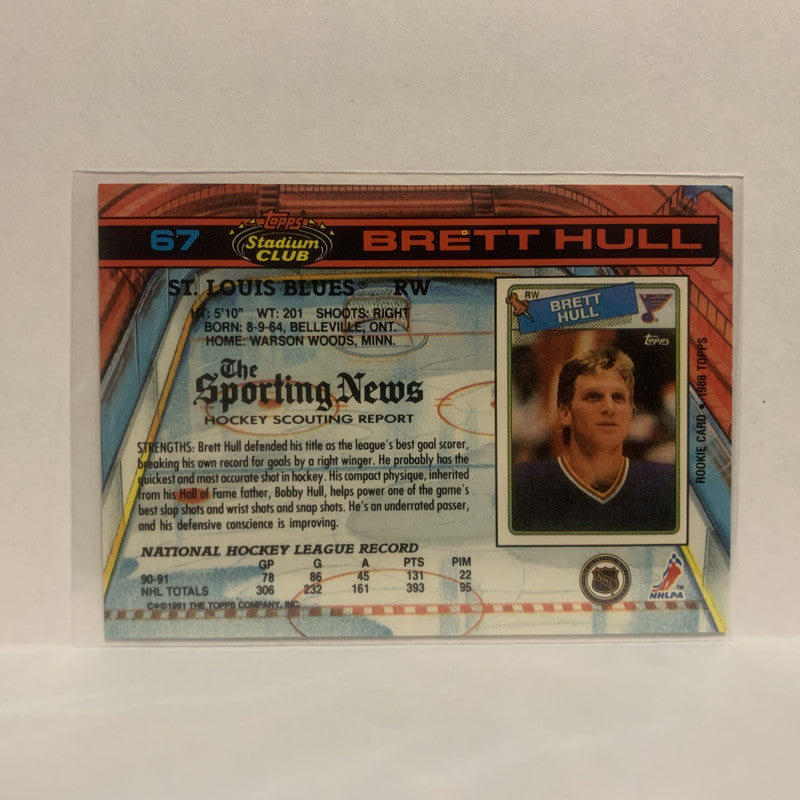 67
Topps
Stadium
CLUB
BRETT HULL
ST. LOUIS BLUES® RW
HT: 5'10" WT: 201 SHOOTS: RIGHT
BORN: 8-9-64, BELLEVILLE, ONT.
HOME: WARSON WOODS, MINN.
The
Sporting News
HOCKEY SCOUTING REPORT
STRENGTHS: Brett Hull defended his title as the league's best goal scorer,
breaking his own record for goals by a right winger. He probably has the
quickest and most accurate shot in hockey. His compact physique, inherited
from his Hall of Fame father, Bobby Hull, helps power one of the game's
best slap shots and wrist shots and snap shots. He's an underrated passer,
and his defensive conscience is improving.
NATIONAL HOCKEY LEAGUE RECORD
GP G A PTS PIM
90-91 78 86 45 131 22
NHL TOTALS 306 232 161 393 95
©1991 THE TOPPS COMPANY, INC.
RW
BRETT
HULL
topps
ROOKIE CARD • 1988 TOPPS
NHL
NHLPA™